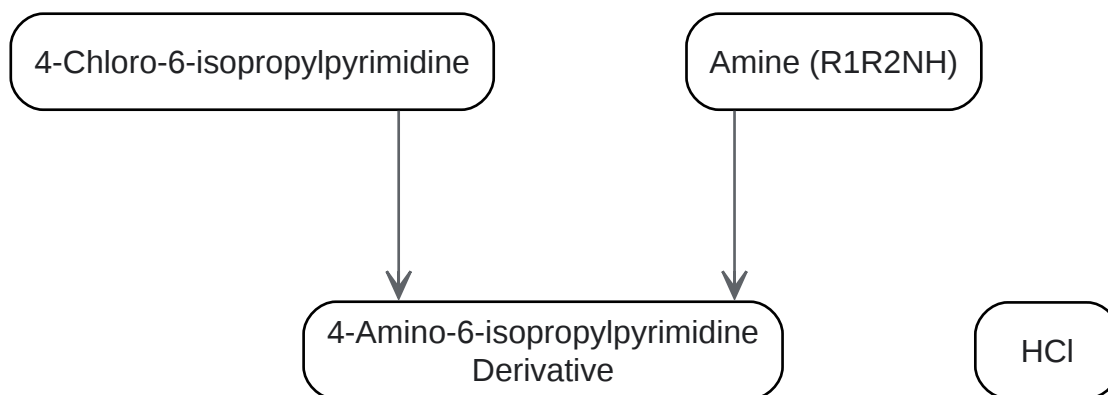 4-Chloro-6-isopropylpyrimidine
Amine (R1R2NH)
4-Amino-6-isopropylpyrimidine
Derivative
HCl